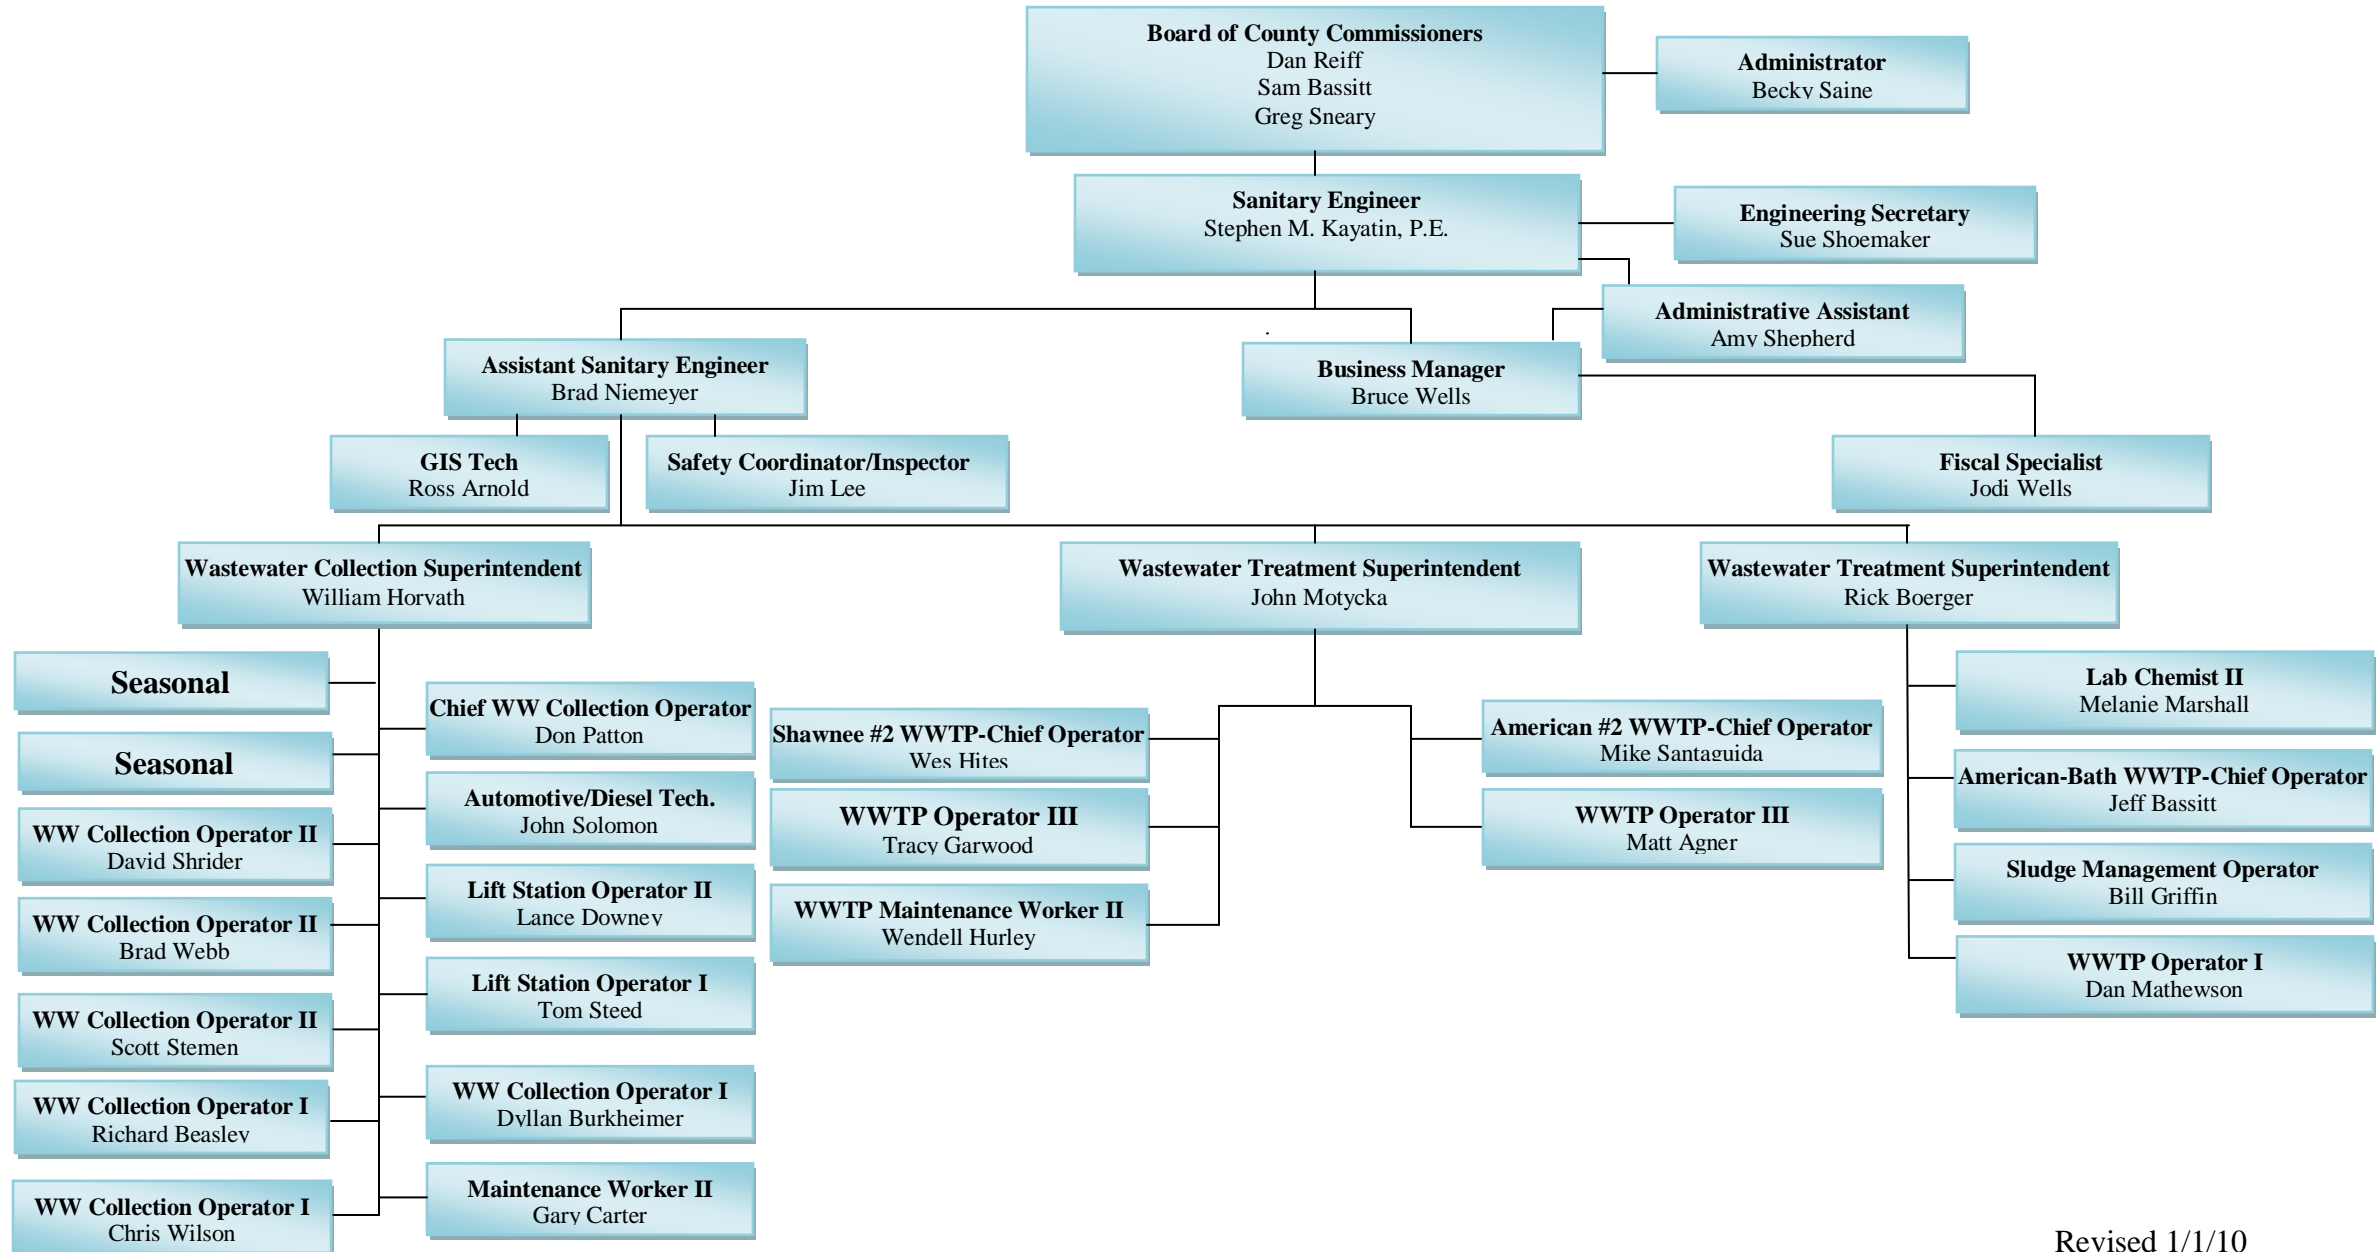 Board of County Commissioners
Dan Reiff
Sam Bassitt
Greg Sneary
Administrator
Becky Saine
Sanitary Engineer
Stephen M. Kayatin, P.E.
Engineering Secretary
Sue Shoemaker
Administrative Assistant
Amy Shepherd
Assistant Sanitary Engineer
Brad Niemeyer
Business Manager
Bruce Wells
GIS Tech
Ross Arnold
Safety Coordinator/Inspector
Jim Lee
Fiscal Specialist
Jodi Wells
Wastewater Collection Superintendent
William Horvath
Wastewater Treatment Superintendent
John Motycka
Wastewater Treatment Superintendent
Rick Boerger
Seasonal
Seasonal
WW Collection Operator II
David Shrider
WW Collection Operator II
Brad Webb
WW Collection Operator II
Scott Stemen
WW Collection Operator I
Richard Beasley
WW Collection Operator I
Chris Wilson
Chief WW Collection Operator
Don Patton
Automotive/Diesel Tech.
John Solomon
Lift Station Operator II
Lance Downey
Lift Station Operator I
Tom Steed
WW Collection Operator I
Dyllan Burkheimer
Maintenance Worker II
Gary Carter
Shawnee #2 WWTP-Chief Operator
Wes Hites
WWTP Operator III
Tracy Garwood
WWTP Maintenance Worker II
Wendell Hurley
American #2 WWTP-Chief Operator
Mike Santaguida
WWTP Operator III
Matt Agner
Lab Chemist II
Melanie Marshall
American-Bath WWTP-Chief Operator
Jeff Bassitt
Sludge Management Operator
Bill Griffin
WWTP Operator I
Dan Mathewson
Revised 1/1/10